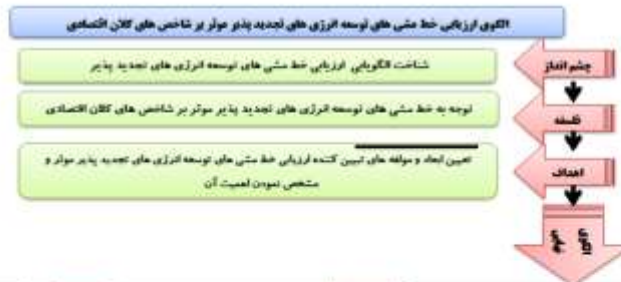 الگوی ارزیابی خط مشی های توسعه انرژی های تجدید پذیر موثر بر شاخص های کلان اقتصادی
چشم انداز
شناخت الگویابی ارزیابی خط مشی های توسعه انرژی های تجدید پذیر
فلسفه
توجه به خط مشی های توسعه انرژی های تجدید پذیر موثر بر شاخص های کلان اقتصادی
اهداف
تعیین ابعاد و مولفه های تبیین کننده ارزیابی خط مشی های توسعه انرژی های تجدید پذیر موثر و
مشخص نمودن اهمیت آن
الگوی
نهایی